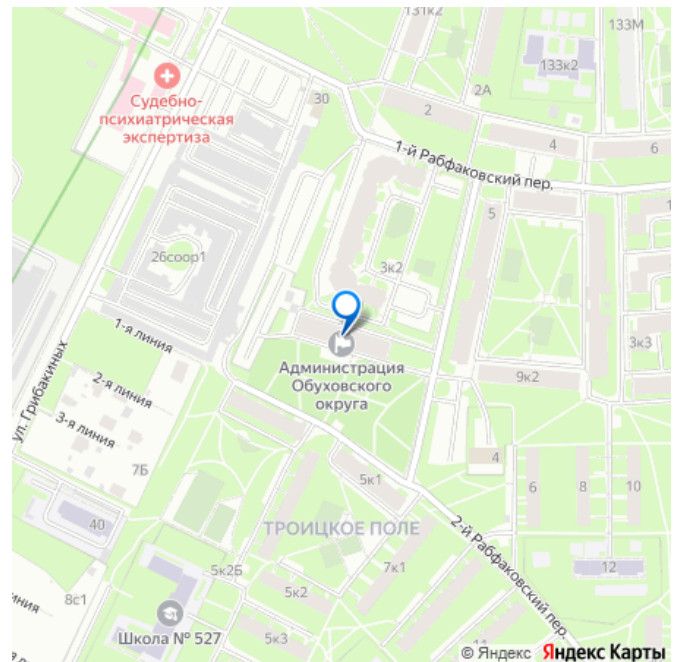 131к2
133М
133к2
2А
Судебно-
психиатрическая
экспертиза
30
2
4
6
1-й Рабфаковский пер.
5
3к2
26соор1
3к3
1-я линия
Администрация
Обуховского
округа
9к2
2-я линия
3-я линия
ул. Грибакиных
7Б
4
5к1
6
8
10
40
ТРОИЦКОЕ ПОЛЕ
2-й Рабфаковский пер.
7к1
12
5к2Б
5к2
8с1
Школа № 527
5к3
11
© Яндекс Яндекс Карты